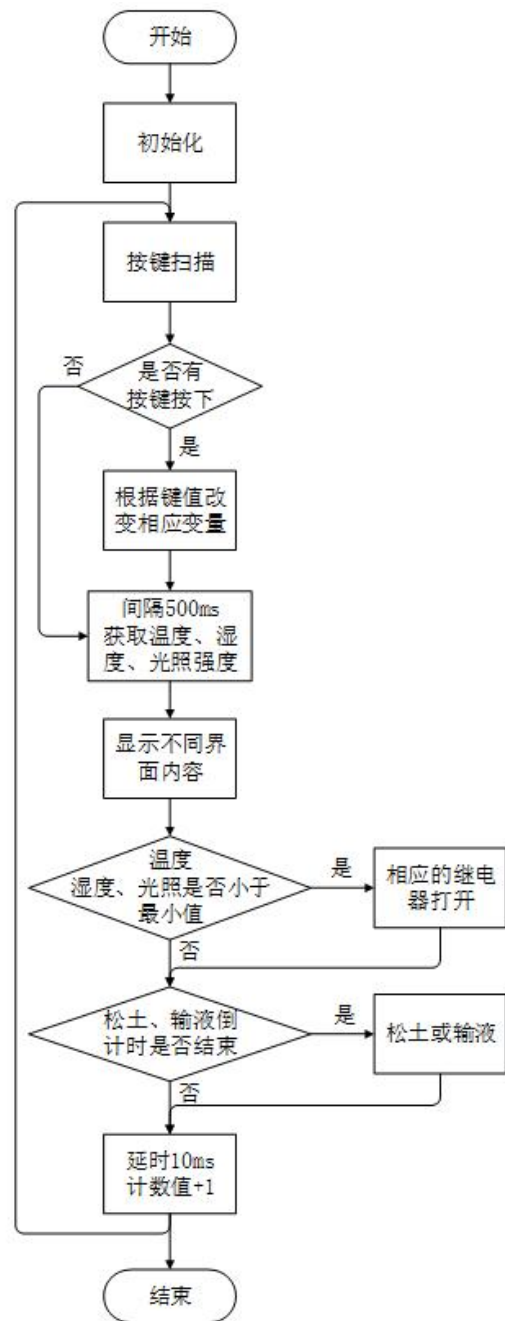 开始
初始化
按键扫描
否
是否有
按键按下
是
根据键值改
变相应变量
间隔500ms
获取温度、湿
度、光照强度
显示不同界
面内容
温度
湿度、光照是否小于
最小值
是
相应的继电
器打开
否
松土、输液倒
计时是否结束
是
松土或输液
否
延时10ms
计数值+1
结束